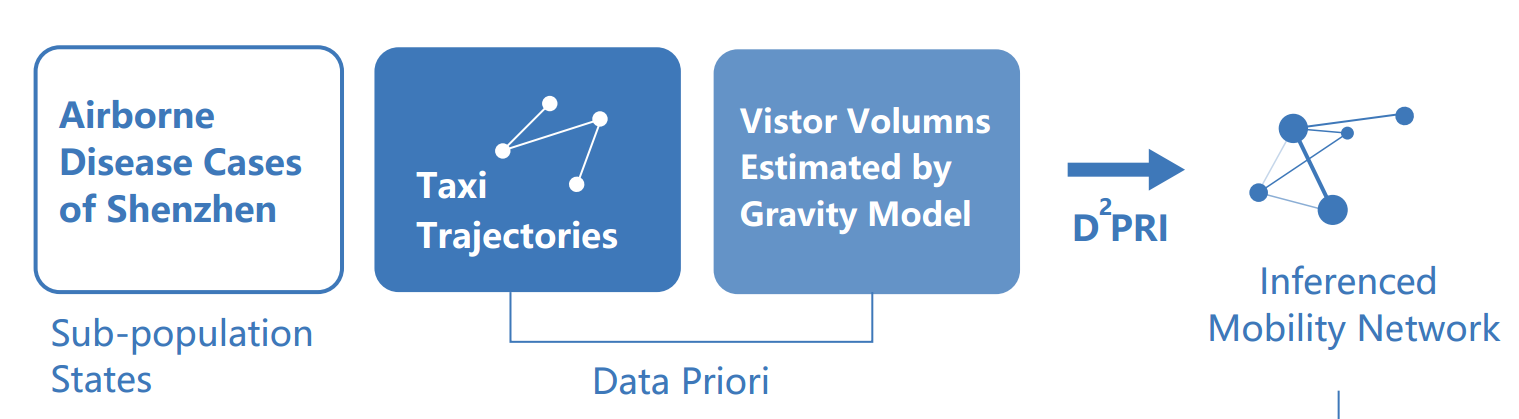 Airborne
Disease Cases
of Shenzhen
Taxi
Trajectories
Vistor Volumns
Estimated by
Gravity Model
D²PRI
Sub-population
States
Data Priori
Inferenced
Mobility Network